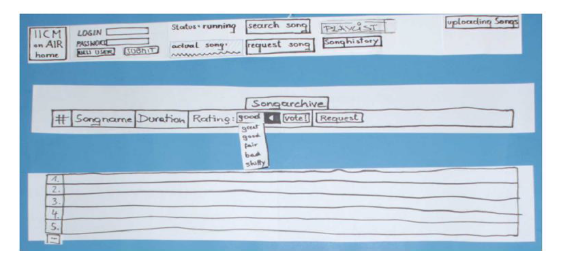 IICM
on AIR
home
LOGIN
PASSWORD
NEW USER SUBMIT
Status: running
actual song:
search song
request song
PLAYLIST
Songhistory
uploading Songs
Songarchive
# Songname Duration Rating: good vote! Request
great
good
fair
bad
shitty
1.
2.
3.
4.
5.